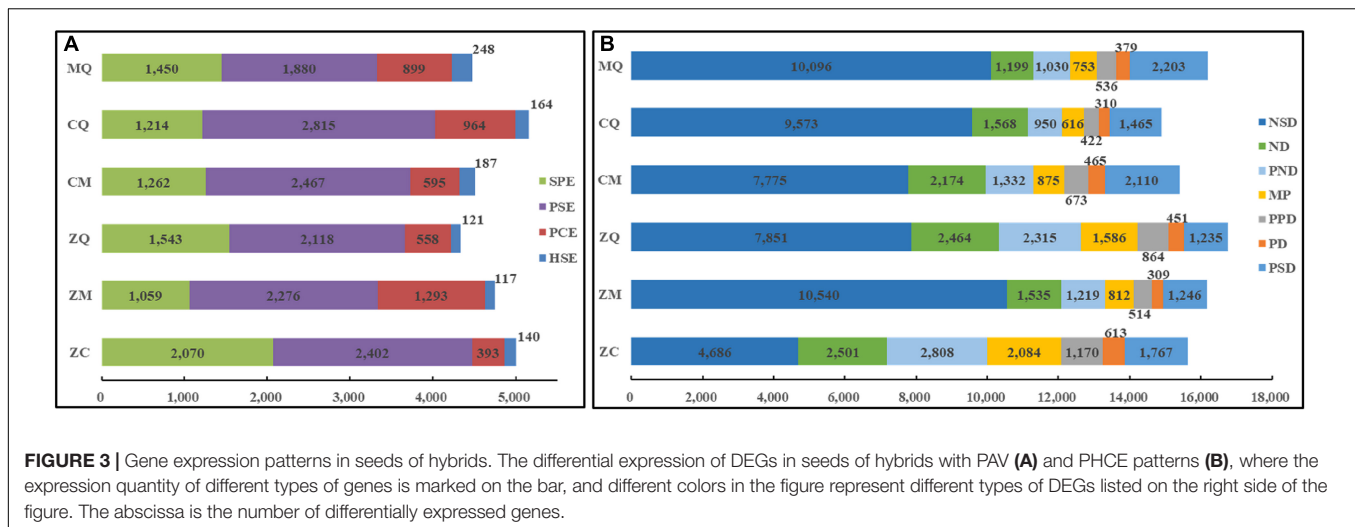 A
MQ 1,450 1,880 899 248
CQ 1,214 2,815 964 164
CM 1,262 2,467 595 187
ZQ 1,543 2,118 558 121
ZM 1,059 2,276 1,293 117
ZC 2,070 2,402 393 140
0 1,000 2,000 3,000 4,000 5,000
SPE
PSE
PCE
HSE
B
MQ 10,096 1,199 1,030 753 536 379 2,203
CQ 9,573 1,568 950 616 422 310 1,465
CM 7,775 2,174 1,332 875 673 465 2,110
ZQ 7,851 2,464 2,315 1,586 864 451 1,235
ZM 10,540 1,535 1,219 812 514 309 1,246
ZC 4,686 2,501 2,808 2,084 1,170 613 1,767
0 2,000 4,000 6,000 8,000 10,000 12,000 14,000 16,000 18,000
NSD
ND
PND
MP
PPD
PD
PSD
FIGURE 3 | Gene expression patterns in seeds of hybrids. The differential expression of DEGs in seeds of hybrids with PAV (A) and PHCE patterns (B), where the
expression quantity of different types of genes is marked on the bar, and different colors in the figure represent different types of DEGs listed on the right side of the
figure. The abscissa is the number of differentially expressed genes.